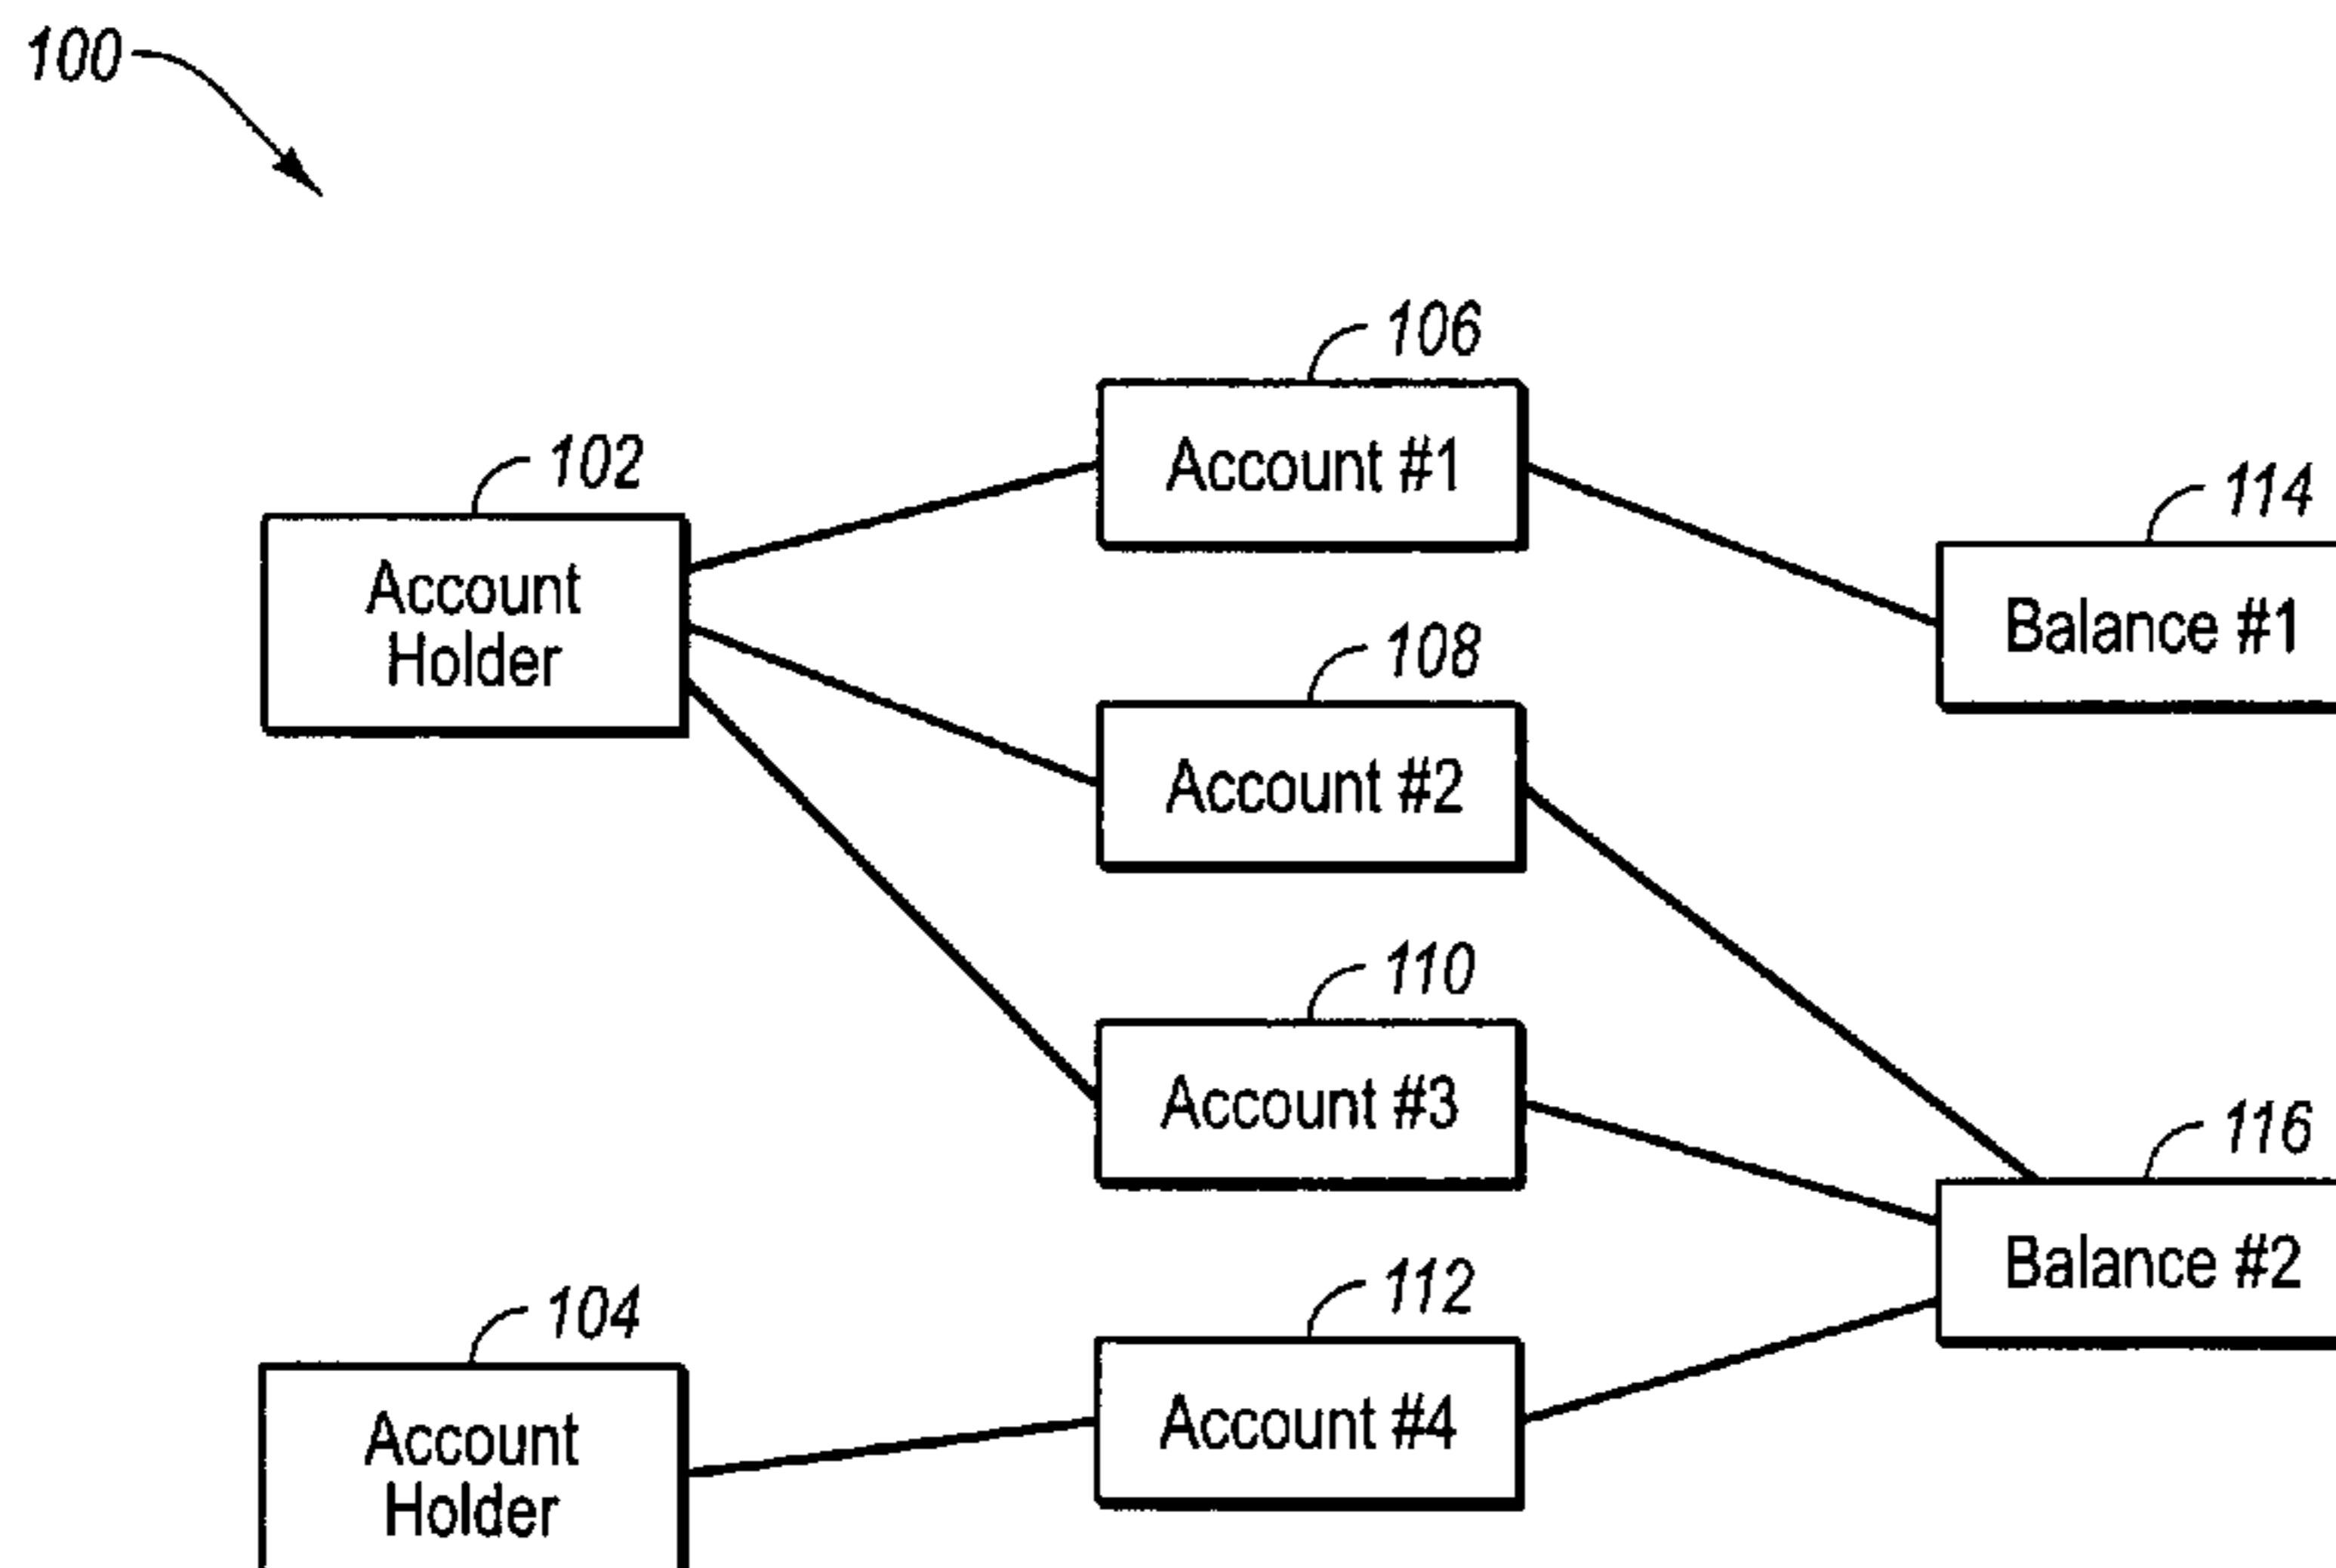 100
106
Account #1
102
Account
Holder
114
Balance #1
108
Account #2
110
Account #3
116
Balance #2
104
Account
Holder
112
Account #4